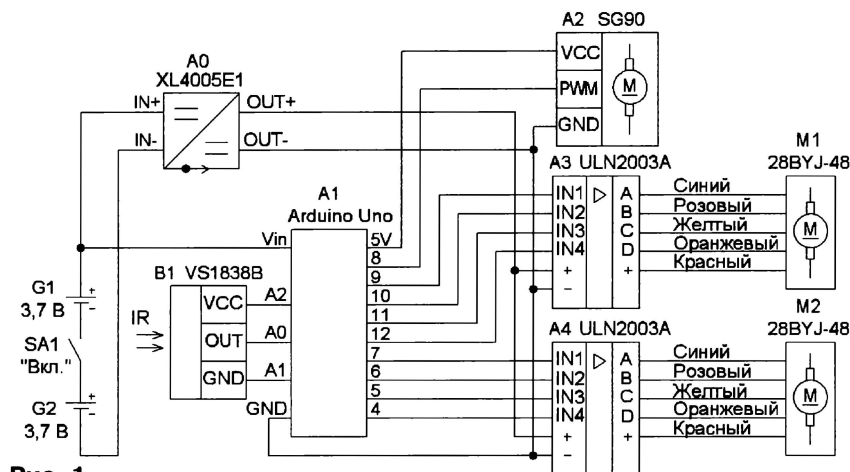 A2 SG90
VCC
PWM
GND
M
A0
XL4005E1
IN+
OUT+
IN-
OUT-
A3 ULN2003A
IN1
IN2
IN3
IN4
+
−
A
B
C
D
+
Синий
Розовый
Желтый
Оранжевый
Красный
M1
28BYJ-48
M
A1
Arduino Uno
Vin
5V
8
9
10
11
12
7
6
5
4
A2
A0
A1
GND
B1 VS1838B
VCC
OUT
GND
IR
G1
3,7 В
+
-
SA1
"Вкл."
G2
3,7 В
+
-
A4 ULN2003A
IN1
IN2
IN3
IN4
+
−
A
B
C
D
+
Синий
Розовый
Желтый
Оранжевый
Красный
M2
28BYJ-48
M